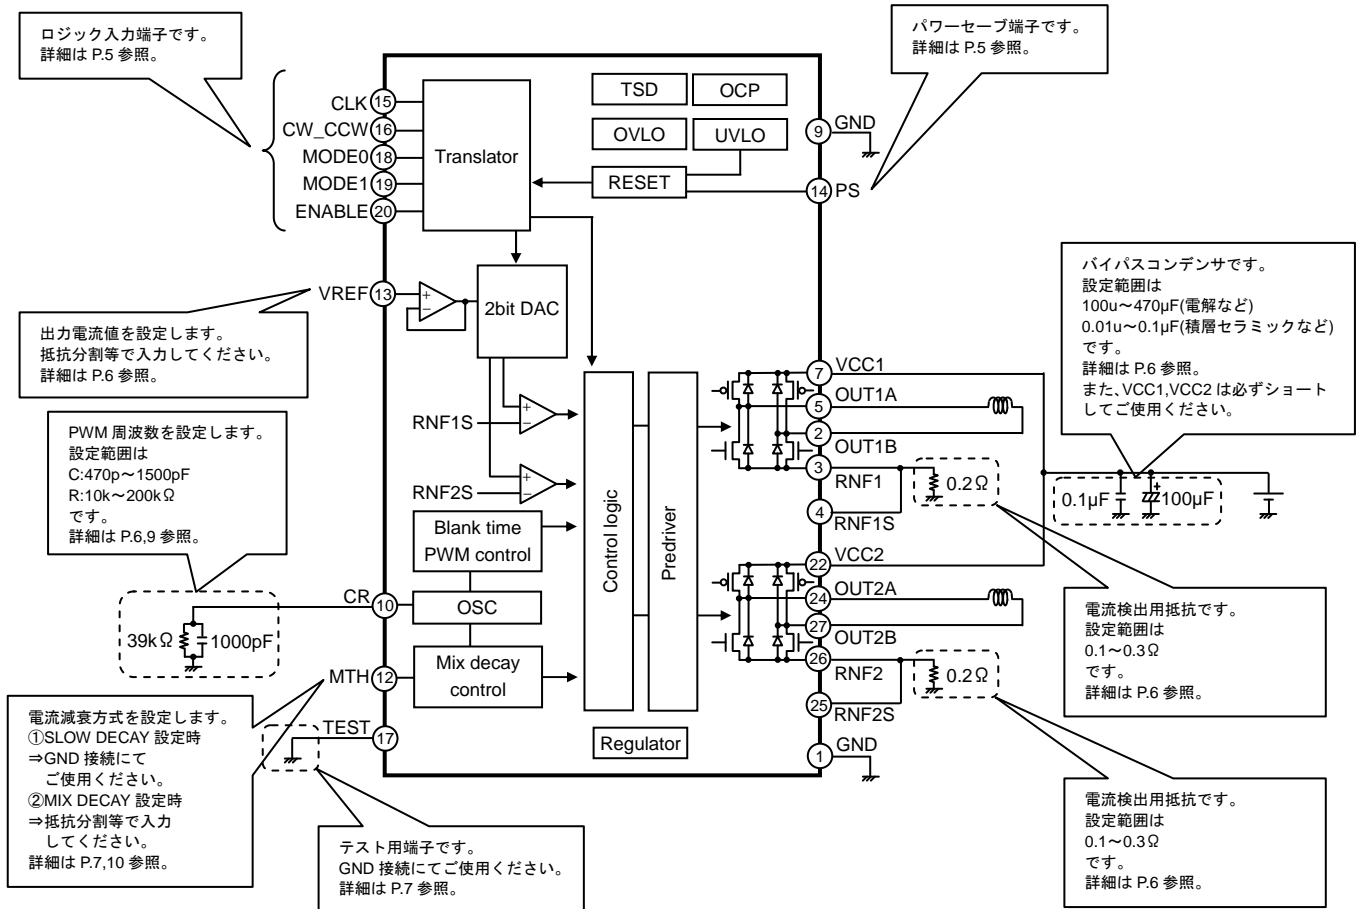 ロジック入力端子です。
詳細は P.5 参照。
パワーセーブ端子です。
詳細は P.5 参照。
CLK 15
CW_CCW 16
MODE0 18
MODE1 19
ENABLE 20
Translator
TSD
OCP
OVLO
UVLO
RESET
9 GND
14 PS
VREF 13
+
−
2bit DAC
出力電流値を設定します。
抵抗分割等で入力してください。
詳細は P.6 参照。
バイパスコンデンサです。
設定範囲は
100u~470µF(電解など)
0.01u~0.1µF(積層セラミックなど)
です。
詳細は P.6 参照。
また、VCC1,VCC2 は必ずショート
してご使用ください。
PWM 周波数を設定します。
設定範囲は
C:470p~1500pF
R:10k~200kΩ
です。
詳細は P.6,9 参照。
RNF1S
+
−
RNF2S
+
−
Blank time
PWM control
OSC
Mix decay
control
Control logic
Predriver
Regulator
7 VCC1
5 OUT1A
2 OUT1B
3 RNF1
4 RNF1S
0.2Ω
0.1µF
+
100µF
22 VCC2
24 OUT2A
27 OUT2B
26 RNF2
25 RNF2S
0.2Ω
1 GND
CR 10
39kΩ
1000pF
MTH 12
TEST 17
電流検出用抵抗です。
設定範囲は
0.1~0.3Ω
です。
詳細は P.6 参照。
電流減衰方式を設定します。
①SLOW DECAY 設定時
⇒GND 接続にて
ご使用ください。
②MIX DECAY 設定時
⇒抵抗分割等で入力
してください。
詳細は P.7,10 参照。
テスト用端子です。
GND 接続にてご使用ください。
詳細は P.7 参照。
電流検出用抵抗です。
設定範囲は
0.1~0.3Ω
です。
詳細は P.6 参照。